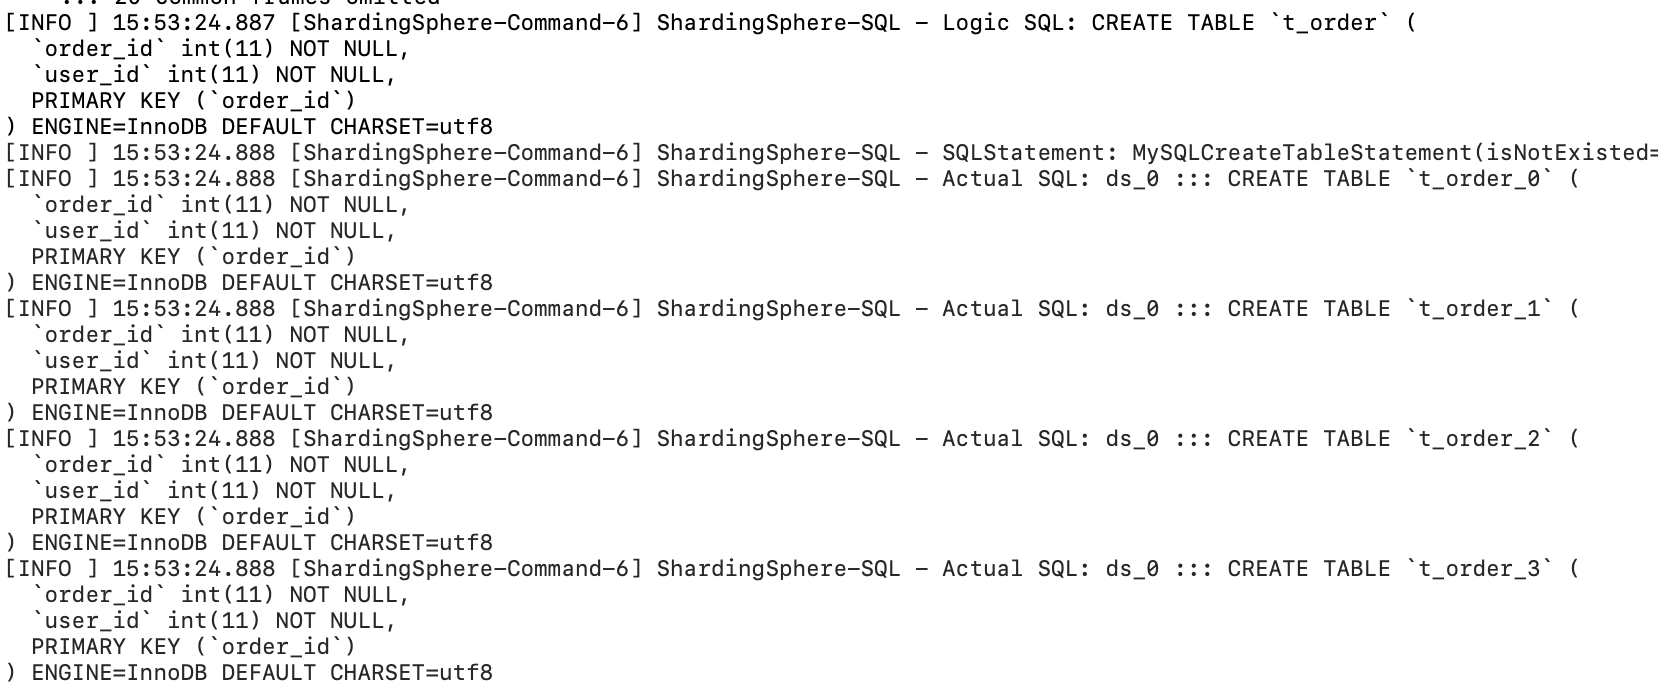 ... 20 common frames omitted
[INFO ] 15:53:24.887 [ShardingSphere-Command-6] ShardingSphere-SQL - Logic SQL: CREATE TABLE `t_order` (
  `order_id` int(11) NOT NULL,
  `user_id` int(11) NOT NULL,
  PRIMARY KEY (`order_id`)
) ENGINE=InnoDB DEFAULT CHARSET=utf8
[INFO ] 15:53:24.888 [ShardingSphere-Command-6] ShardingSphere-SQL - SQLStatement: MySQLCreateTableStatement(isNotExisted=
[INFO ] 15:53:24.888 [ShardingSphere-Command-6] ShardingSphere-SQL - Actual SQL: ds_0 ::: CREATE TABLE `t_order_0` (
  `order_id` int(11) NOT NULL,
  `user_id` int(11) NOT NULL,
  PRIMARY KEY (`order_id`)
) ENGINE=InnoDB DEFAULT CHARSET=utf8
[INFO ] 15:53:24.888 [ShardingSphere-Command-6] ShardingSphere-SQL - Actual SQL: ds_0 ::: CREATE TABLE `t_order_1` (
  `order_id` int(11) NOT NULL,
  `user_id` int(11) NOT NULL,
  PRIMARY KEY (`order_id`)
) ENGINE=InnoDB DEFAULT CHARSET=utf8
[INFO ] 15:53:24.888 [ShardingSphere-Command-6] ShardingSphere-SQL - Actual SQL: ds_0 ::: CREATE TABLE `t_order_2` (
  `order_id` int(11) NOT NULL,
  `user_id` int(11) NOT NULL,
  PRIMARY KEY (`order_id`)
) ENGINE=InnoDB DEFAULT CHARSET=utf8
[INFO ] 15:53:24.888 [ShardingSphere-Command-6] ShardingSphere-SQL - Actual SQL: ds_0 ::: CREATE TABLE `t_order_3` (
  `order_id` int(11) NOT NULL,
  `user_id` int(11) NOT NULL,
  PRIMARY KEY (`order_id`)
) ENGINE=InnoDB DEFAULT CHARSET=utf8